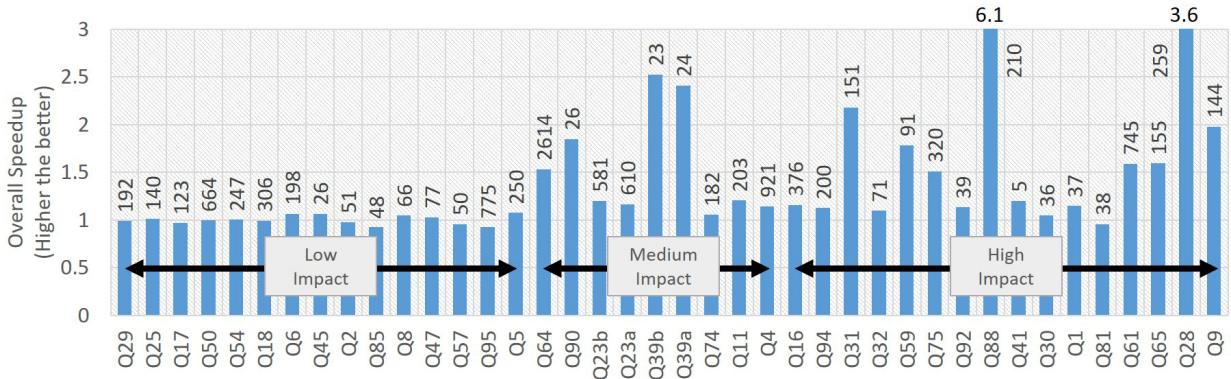 6.1
3.6
Overall Speedup
(Higher the better)
3
2.5
2
1.5
1
0.5
0
192
140
123
664
247
306
198
26
51
48
66
77
50
775
250
2614
26
581
610
23
24
182
203
921
376
200
151
71
91
320
39
210
5
36
37
38
745
155
259
144
Low
Impact
Medium
Impact
High
Impact
Q29
Q25
Q17
Q50
Q54
Q18
Q6
Q45
Q2
Q85
Q8
Q47
Q57
Q95
Q5
Q64
Q90
Q23b
Q23a
Q39b
Q39a
Q74
Q11
Q4
Q16
Q94
Q31
Q32
Q59
Q75
Q92
Q88
Q41
Q30
Q1
Q81
Q61
Q65
Q28
Q9